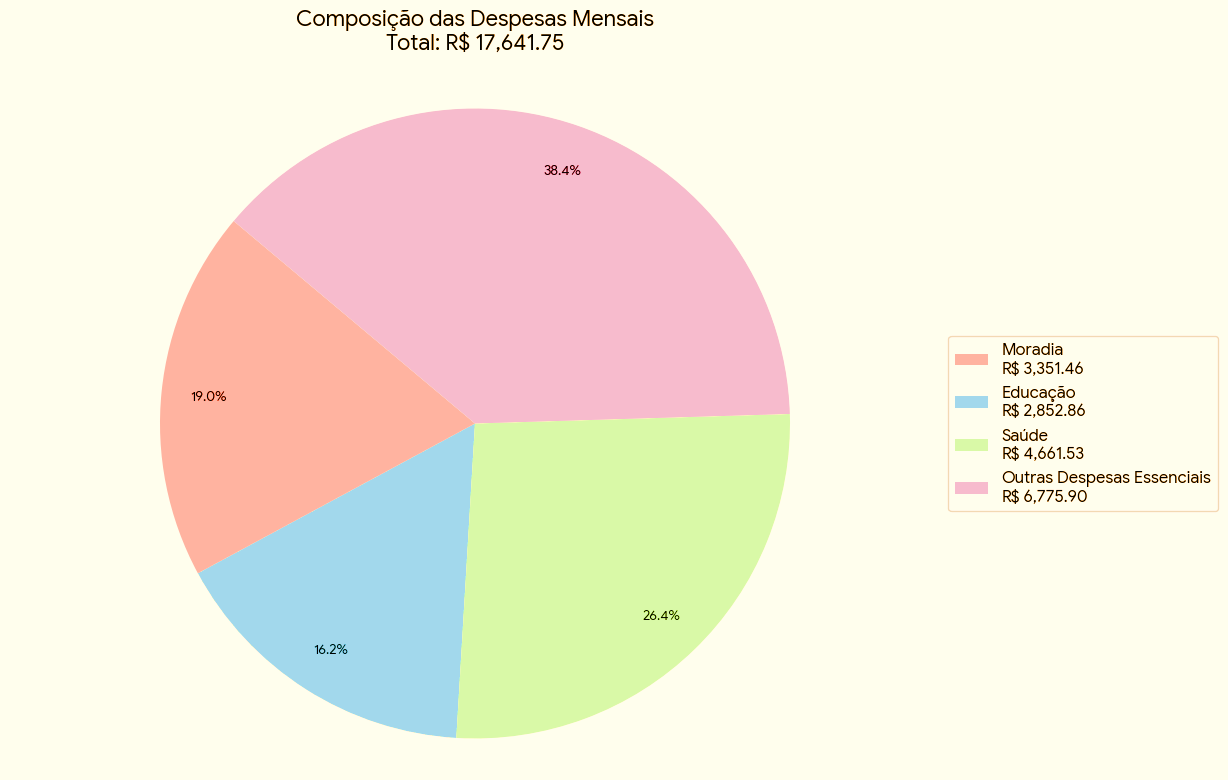 Composição das Despesas Mensais
Total: R$ 17,641.75
38.4%
19.0%
16.2%
26.4%
Moradia
R$ 3,351.46
Educação
R$ 2,852.86
Saúde
R$ 4,661.53
Outras Despesas Essenciais
R$ 6,775.90